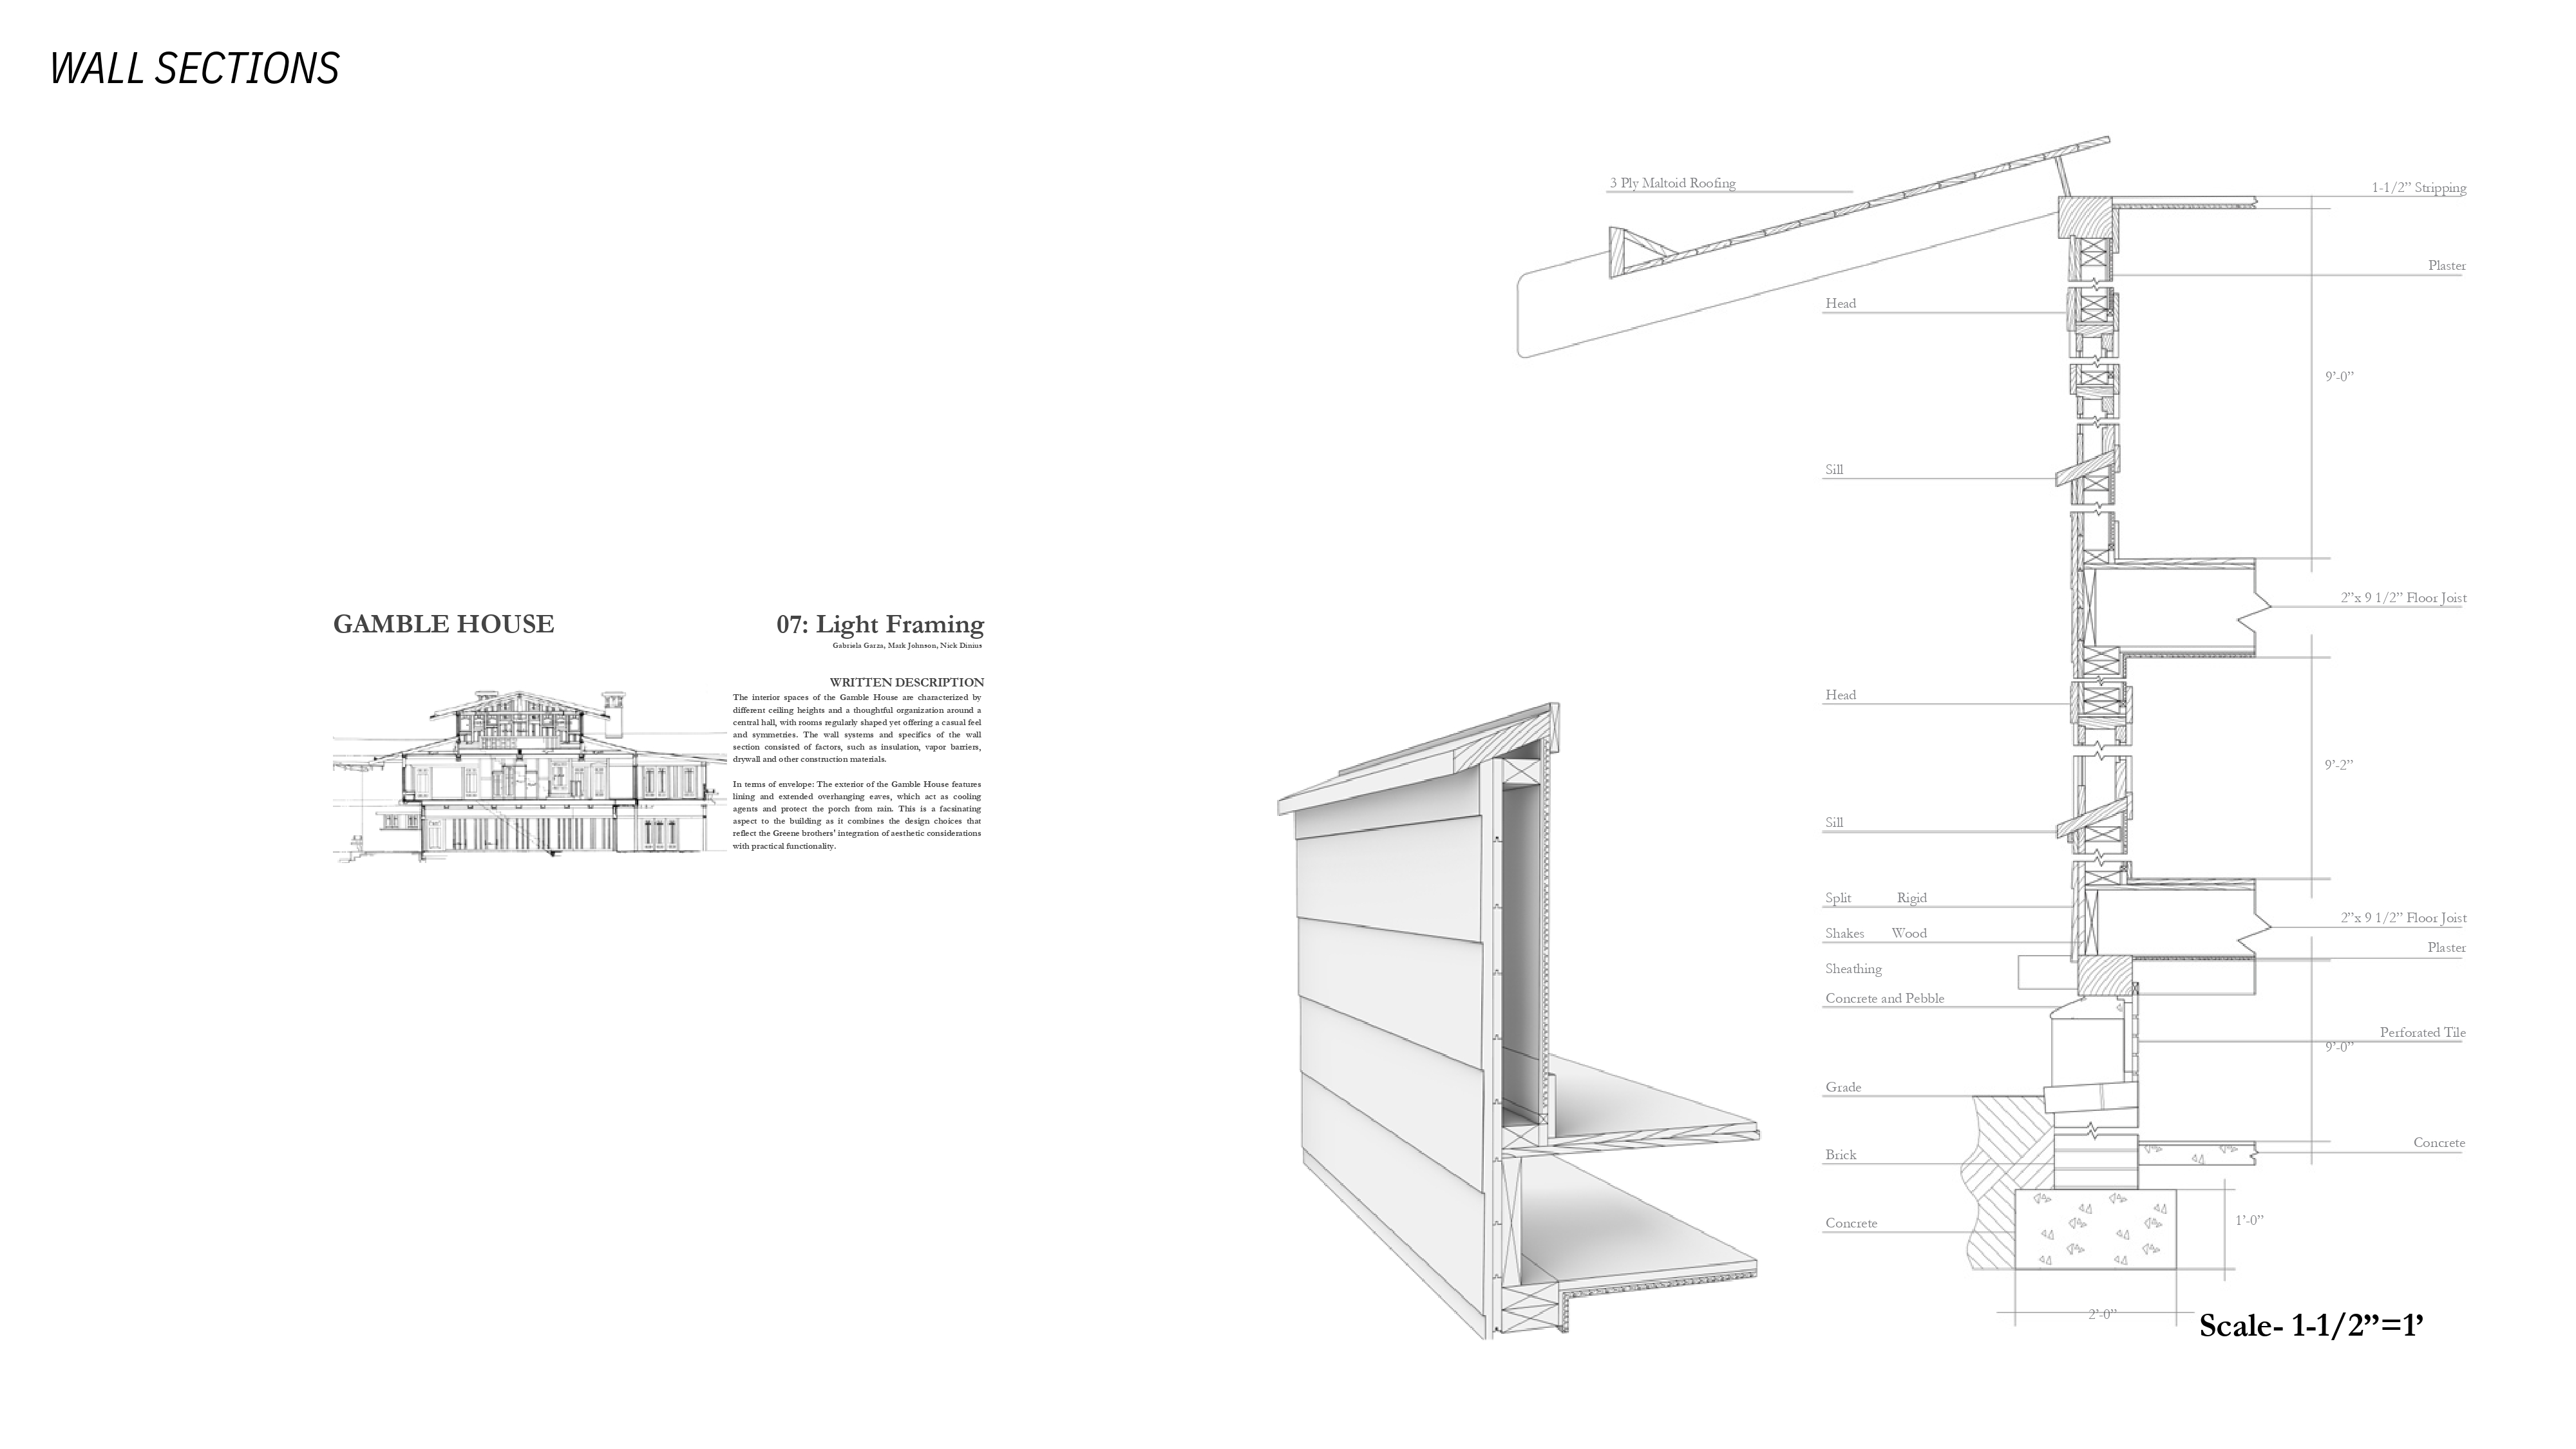 WALL SECTIONS
GAMBLE HOUSE
07: Light Framing
Gabriela Garza, Mark Johnson, Nick Dinius
WRITTEN DESCRIPTION
The interior spaces of the Gamble House are characterized by
different ceiling heights and a thoughtful organization around a
central hall, with rooms regularly shaped yet offering a casual feel
and symmetries. The wall systems and specifics of the wall
section consisted of factors, such as insulation, vapor barriers,
drywall and other construction materials.
In terms of envelope: The exterior of the Gamble House features
lining and extended overhanging eaves, which act as cooling
agents and protect the porch from rain. This is a facsinating
aspect to the building as it combines the design choices that
reflect the Greene brothers' integration of aesthetic considerations
with practical functionality.
3 Ply Maltoid Roofing
Head
Sill
Head
Sill
Split Rigid
Shakes Wood
Sheathing
Concrete and Pebble
Grade
Brick
Concrete
1-1/2” Stripping
Plaster
9’-0”
2”x 9 1/2” Floor Joist
9’-2”
2”x 9 1/2” Floor Joist
Plaster
Perforated Tile
9’-0”
Concrete
1’-0”
2’-0”
Scale- 1-1/2”=1’